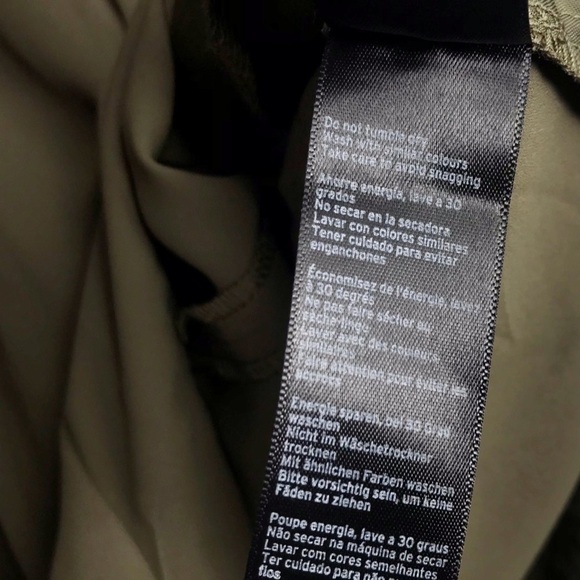 Do not tumble dry
Wash with similar colours
Take care to avoid snagging
Ahorre energía, lave a 30
grados
No secar en la secadora
Lavar con colores similares
Tener cuidado para evitar
enganchones
Économisez de l'énergie, lavez
à 30 degrés
Ne pas faire sécher au
sèche-linge
Laver avec des couleurs
similaires
Faire attention pour éviter les
accrocs
Energie sparen, bei 30 Grad
waschen
Nicht im Wäschetrockner
trocknen
Mit ähnlichen Farben waschen
Bitte vorsichtig sein, um keine
Fäden zu ziehen
Poupe energia, lave a 30 graus
Não secar na máquina de secar
Lavar com cores semelhantes
Ter cuidado para não
fios